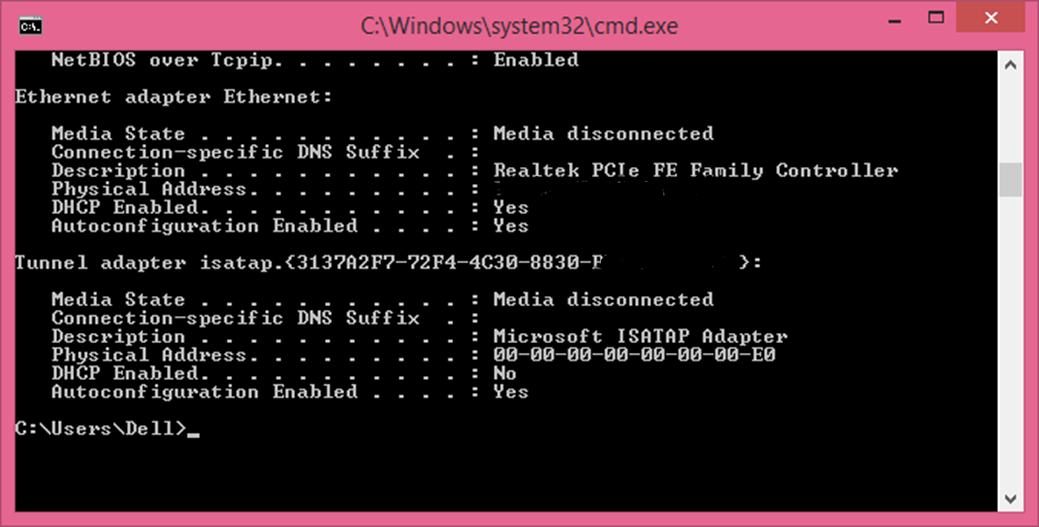 C:\Windows\system32\cmd.exe
NetBIOS over Tcpip. . . . . . . . : Enabled
Ethernet adapter Ethernet:
Media State . . . . . . . . . . . : Media disconnected
Connection-specific DNS Suffix  . :
Description . . . . . . . . . . . : Realtek PCIe FE Family Controller
Physical Address. . . . . . . . . :
DHCP Enabled. . . . . . . . . . . : Yes
Autoconfiguration Enabled . . . . : Yes
Tunnel adapter isatap.{3137A2F7-72F4-4C30-8830- }:
Media State . . . . . . . . . . . : Media disconnected
Connection-specific DNS Suffix  . :
Description . . . . . . . . . . . : Microsoft ISATAP Adapter
Physical Address. . . . . . . . . : 00-00-00-00-00-00-00-E0
DHCP Enabled. . . . . . . . . . . : No
Autoconfiguration Enabled . . . . : Yes
C:\Users\Dell>_